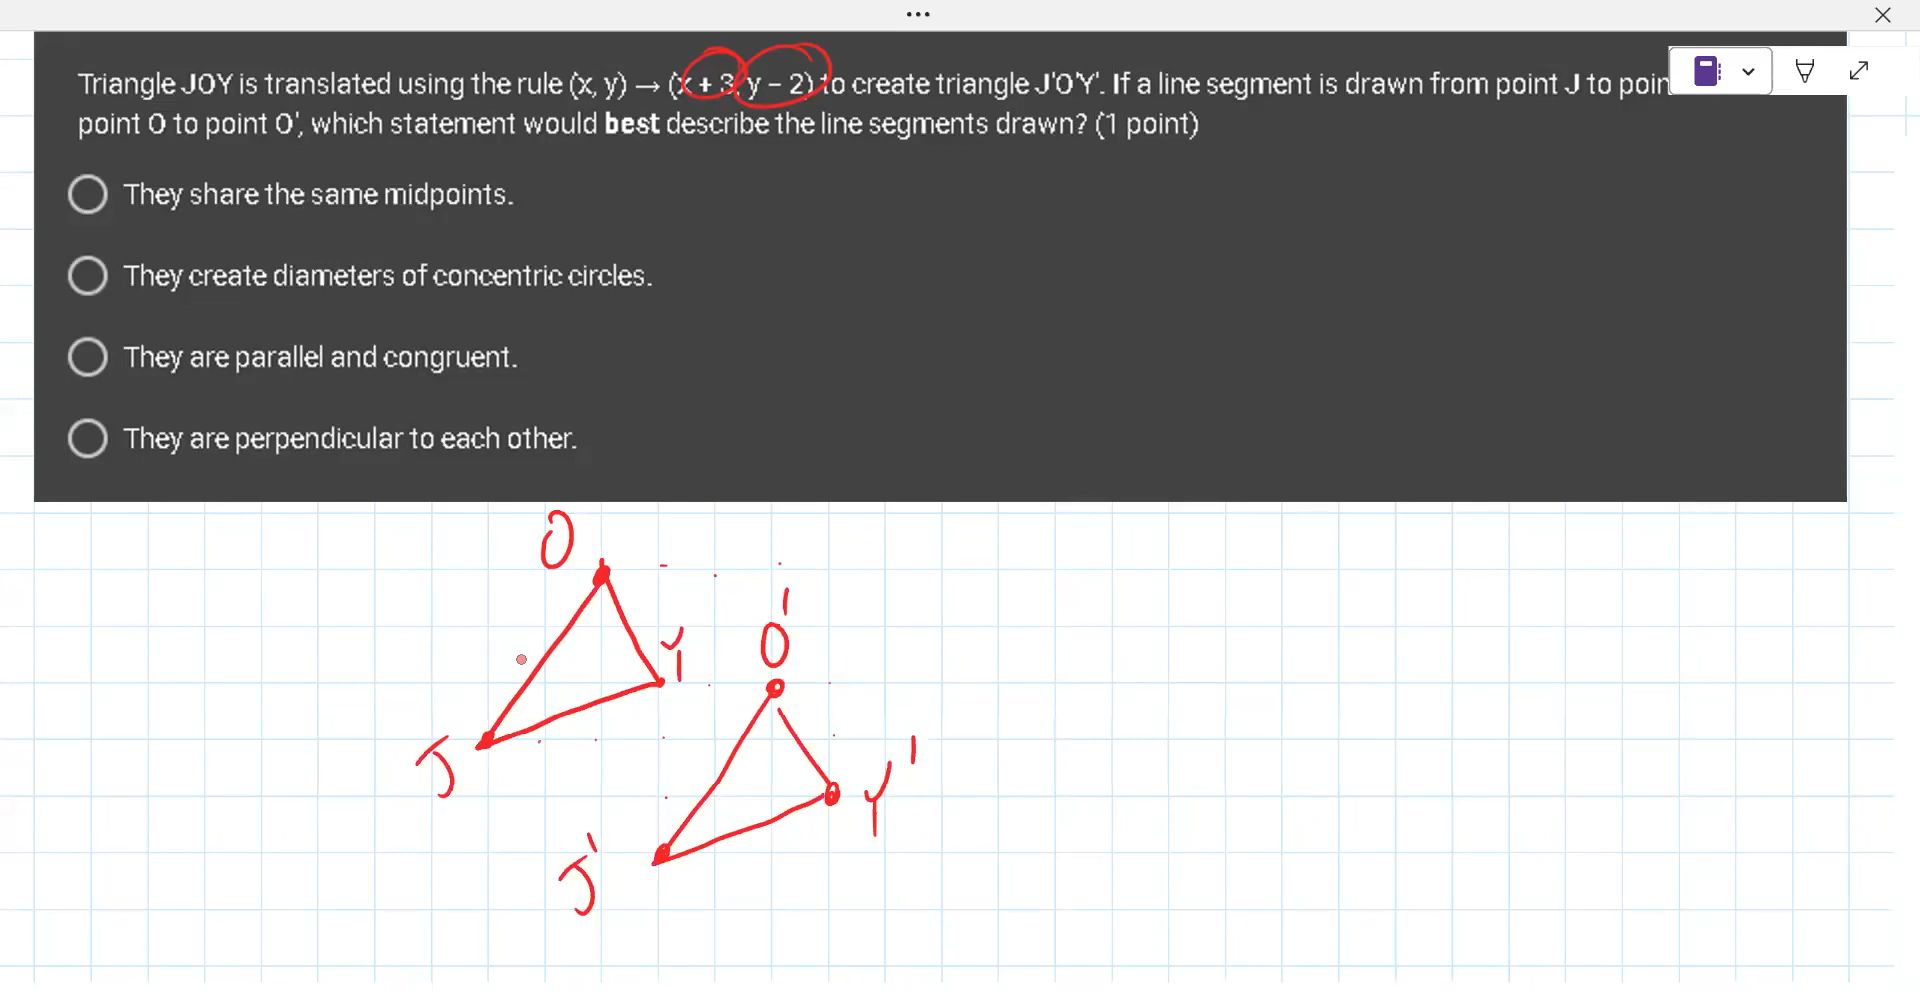 Triangle JOY is translated using the rule (x, y) → (x + 3, y − 2) to create triangle J'O'Y'. If a line segment is drawn from point J to poin
point O to point O', which statement would best describe the line segments drawn? (1 point)
They share the same midpoints.
They create diameters of concentric circles.
They are parallel and congruent.
They are perpendicular to each other.
O
Y
O'
J
Y'
J'